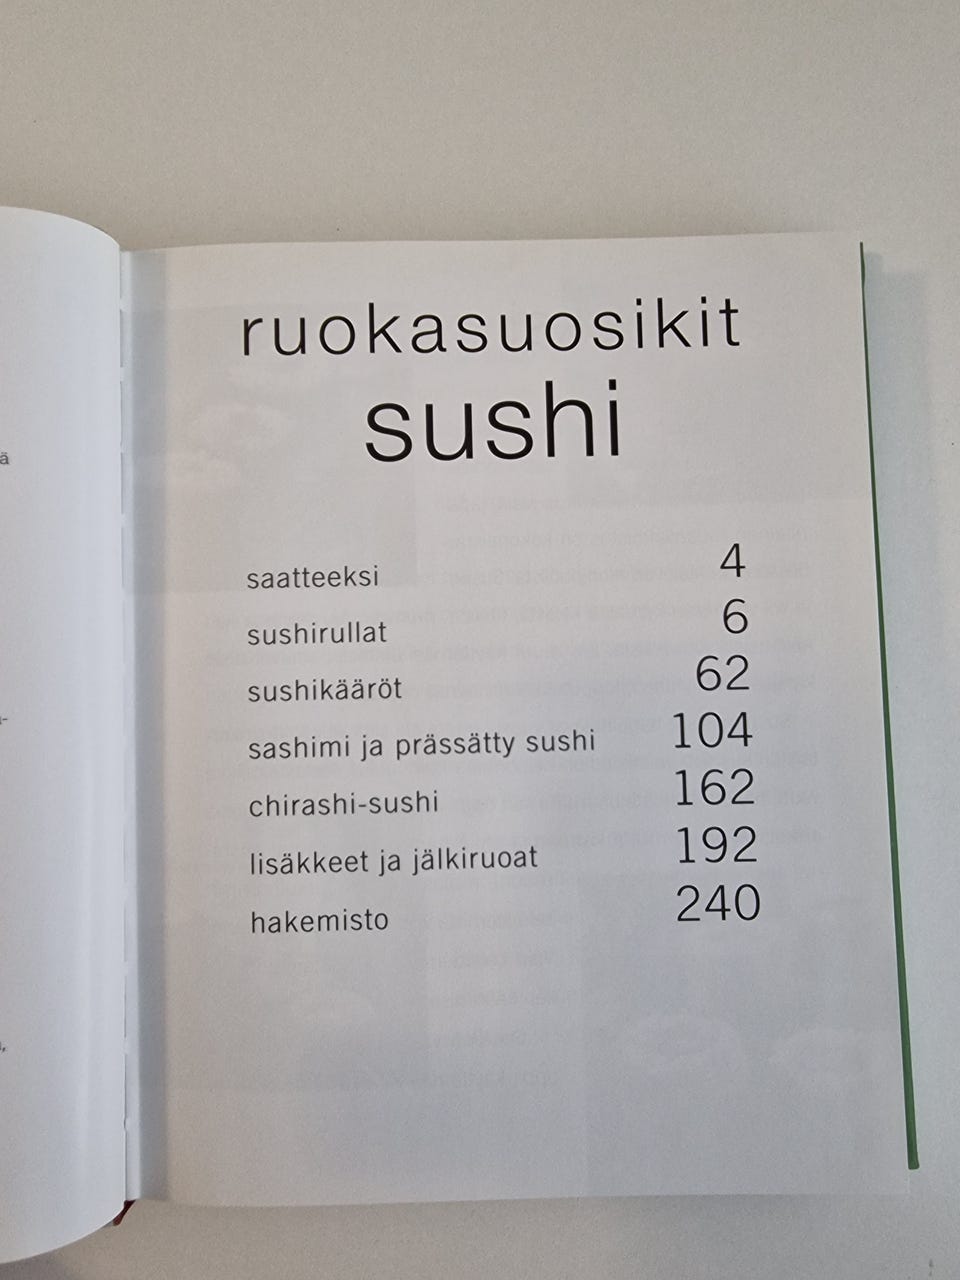 ruokasuosikit
sushi
saatteeksi 4
sushirullat 6
sushikääröt 62
sashimi ja prässätty sushi 104
chirashi-sushi 162
lisäkkeet ja jälkiruoat 192
hakemisto 240